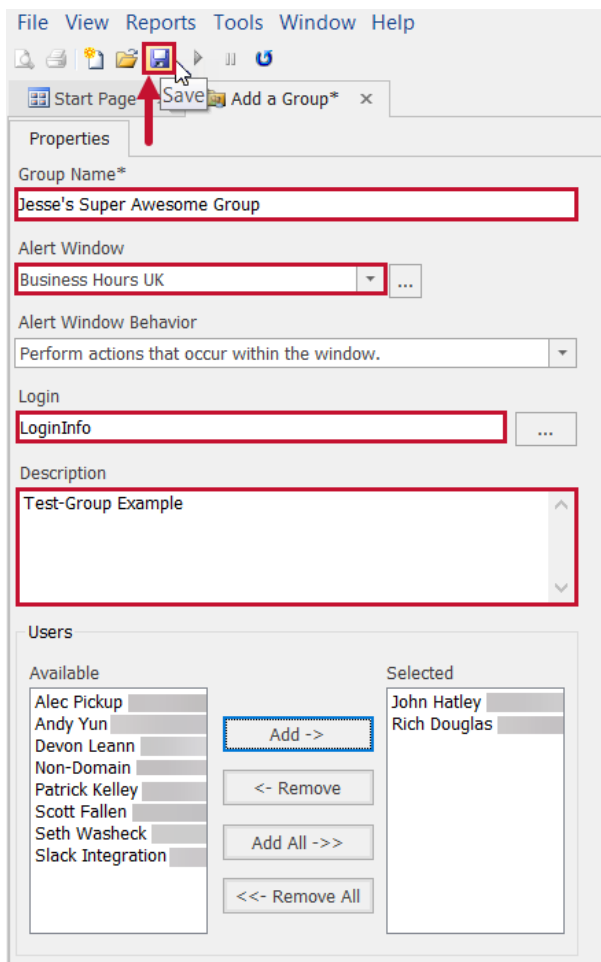 File View Reports Tools Window Help
Save
Start Page Add a Group* ×
Properties
Group Name*
Jesse's Super Awesome Group
Alert Window
Business Hours UK ...
Alert Window Behavior
Perform actions that occur within the window.
Login
LoginInfo ...
Description
Test-Group Example
Users
Available Selected
Alec Pickup John Hatley
Andy Yun Rich Douglas
Devon Leann
Non-Domain
Patrick Kelley
Scott Fallen
Seth Washeck
Slack Integration
Add ->
<- Remove
Add All ->>
<<- Remove All